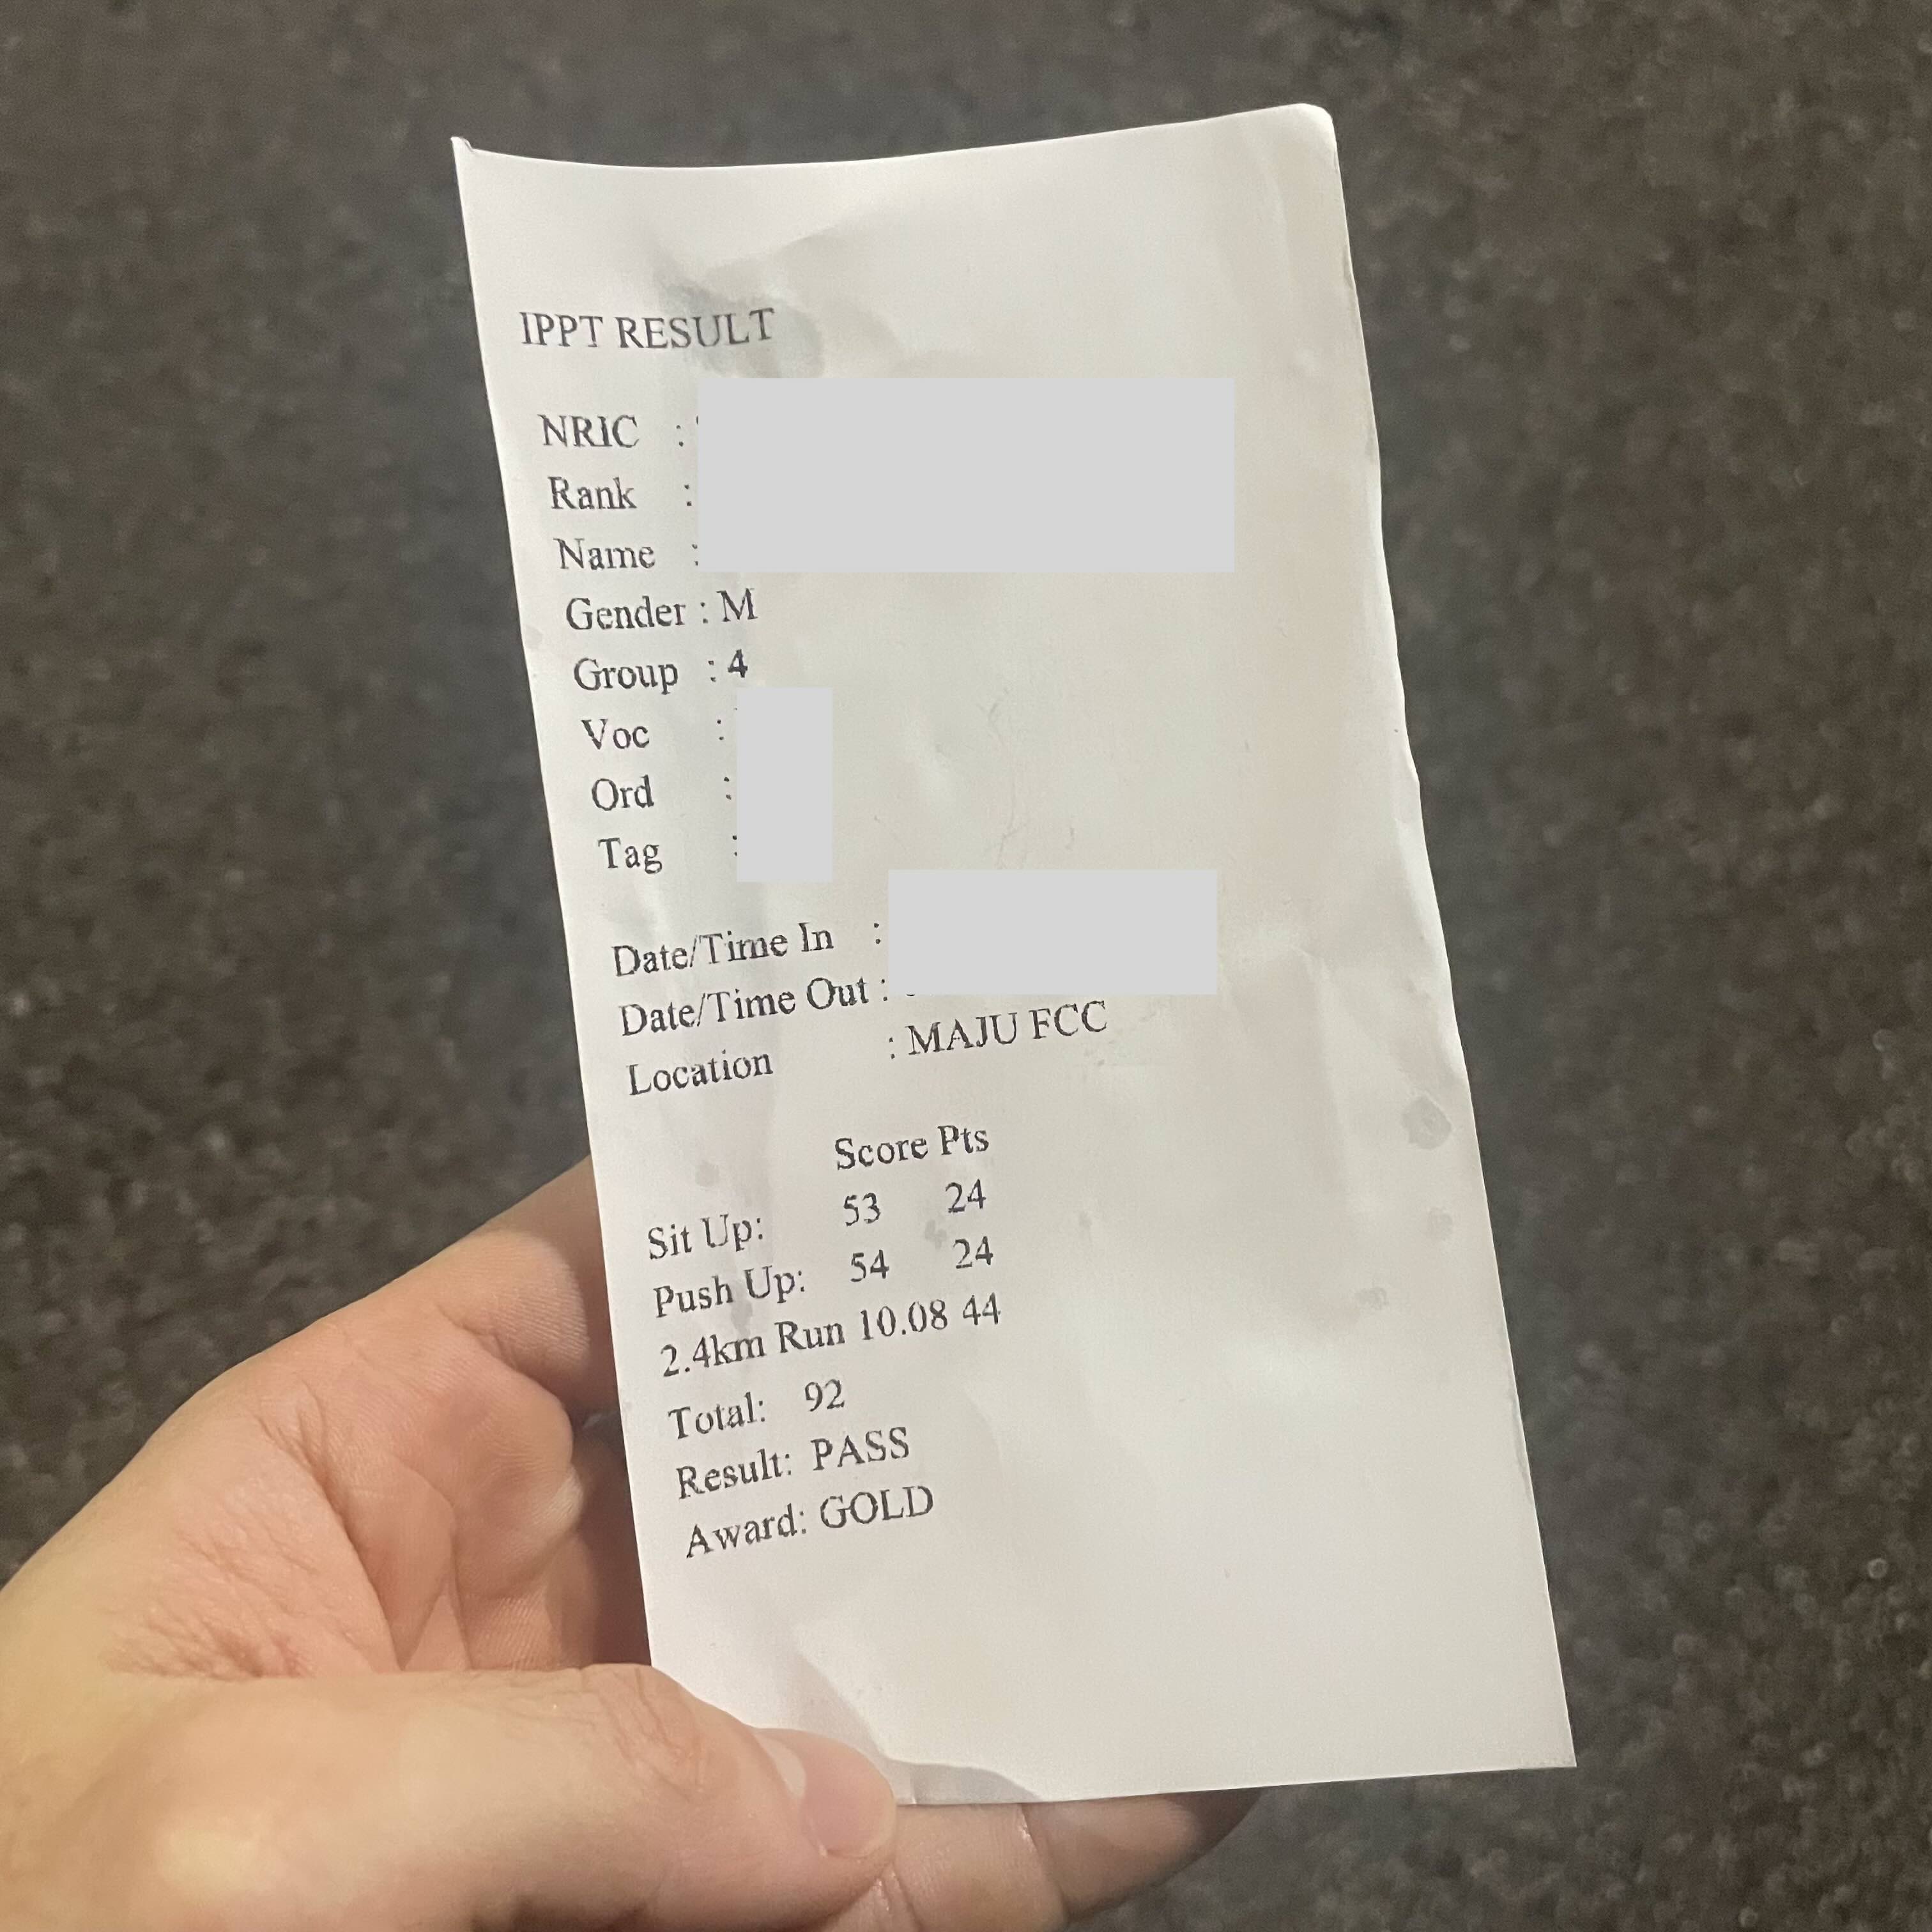 IPPT RESULT
NRIC :
Rank :
Name :
Gender : M
Group : 4
Voc :
Ord :
Tag :
Date/Time In :
Date/Time Out :
Location : MAJU FCC
Score Pts
Sit Up: 53 24
Push Up: 54 24
2.4km Run 10.08 44
Total: 92
Result: PASS
Award: GOLD